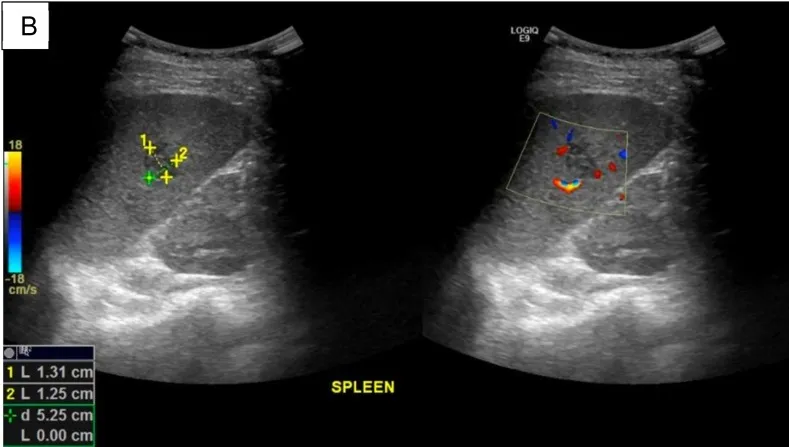 B
LOGIQ
E9
1
2
18
-18
cm/s
1 L 1.31 cm
2 L 1.25 cm
d 5.25 cm
L 0.00 cm
SPLEEN